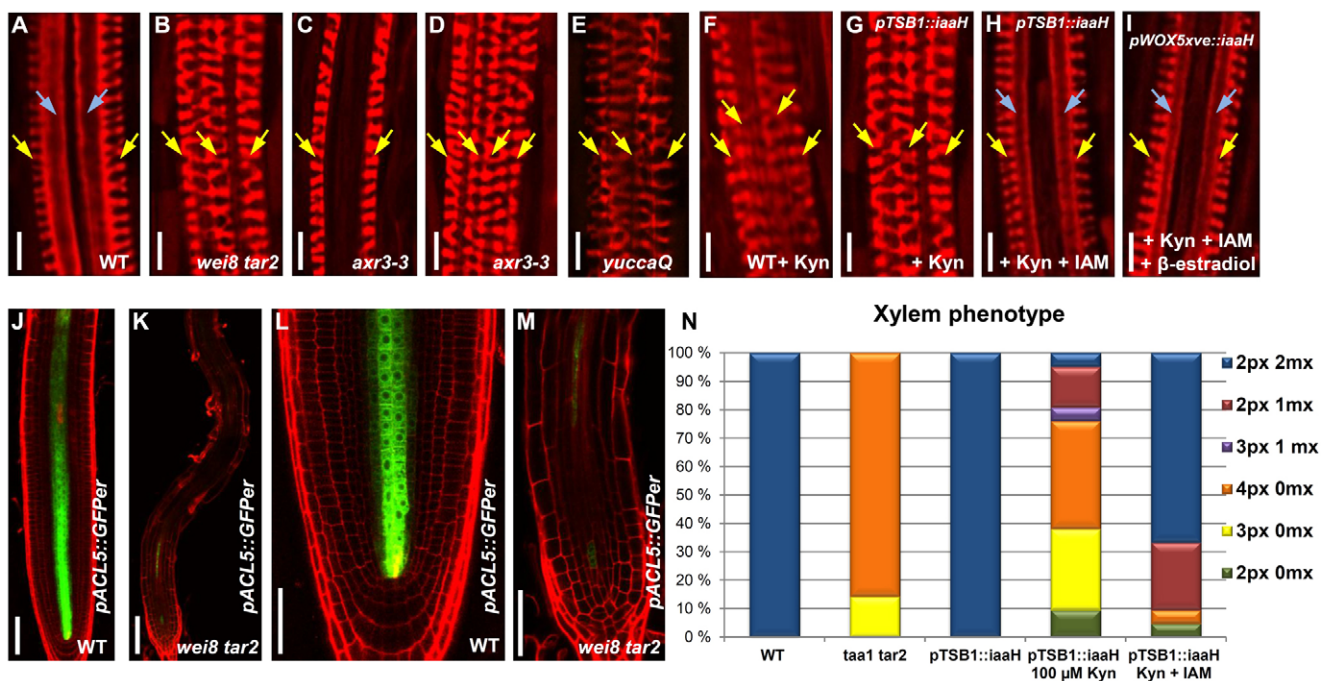 A
B
C
D
E
F
G
H
I
pTSB1::iaaH
pTSB1::iaaH
pWOX5xve::iaaH
WT
wei8 tar2
axr3-3
axr3-3
yuccaQ
WT+ Kyn
+ Kyn
+ Kyn + IAM
+ Kyn + IAM
+ β-estradiol
J
K
L
M
pACL5::GFPer
pACL5::GFPer
pACL5::GFPer
pACL5::GFPer
WT
wei8 tar2
WT
wei8 tar2
N
Xylem phenotype
100 %
90 %
80 %
70 %
60 %
50 %
40 %
30 %
20 %
10 %
0 %
WT
taa1 tar2
pTSB1::iaaH
pTSB1::iaaH
100 µM Kyn
pTSB1::iaaH
Kyn + IAM
2px 2mx
2px 1mx
3px 1 mx
4px 0mx
3px 0mx
2px 0mx